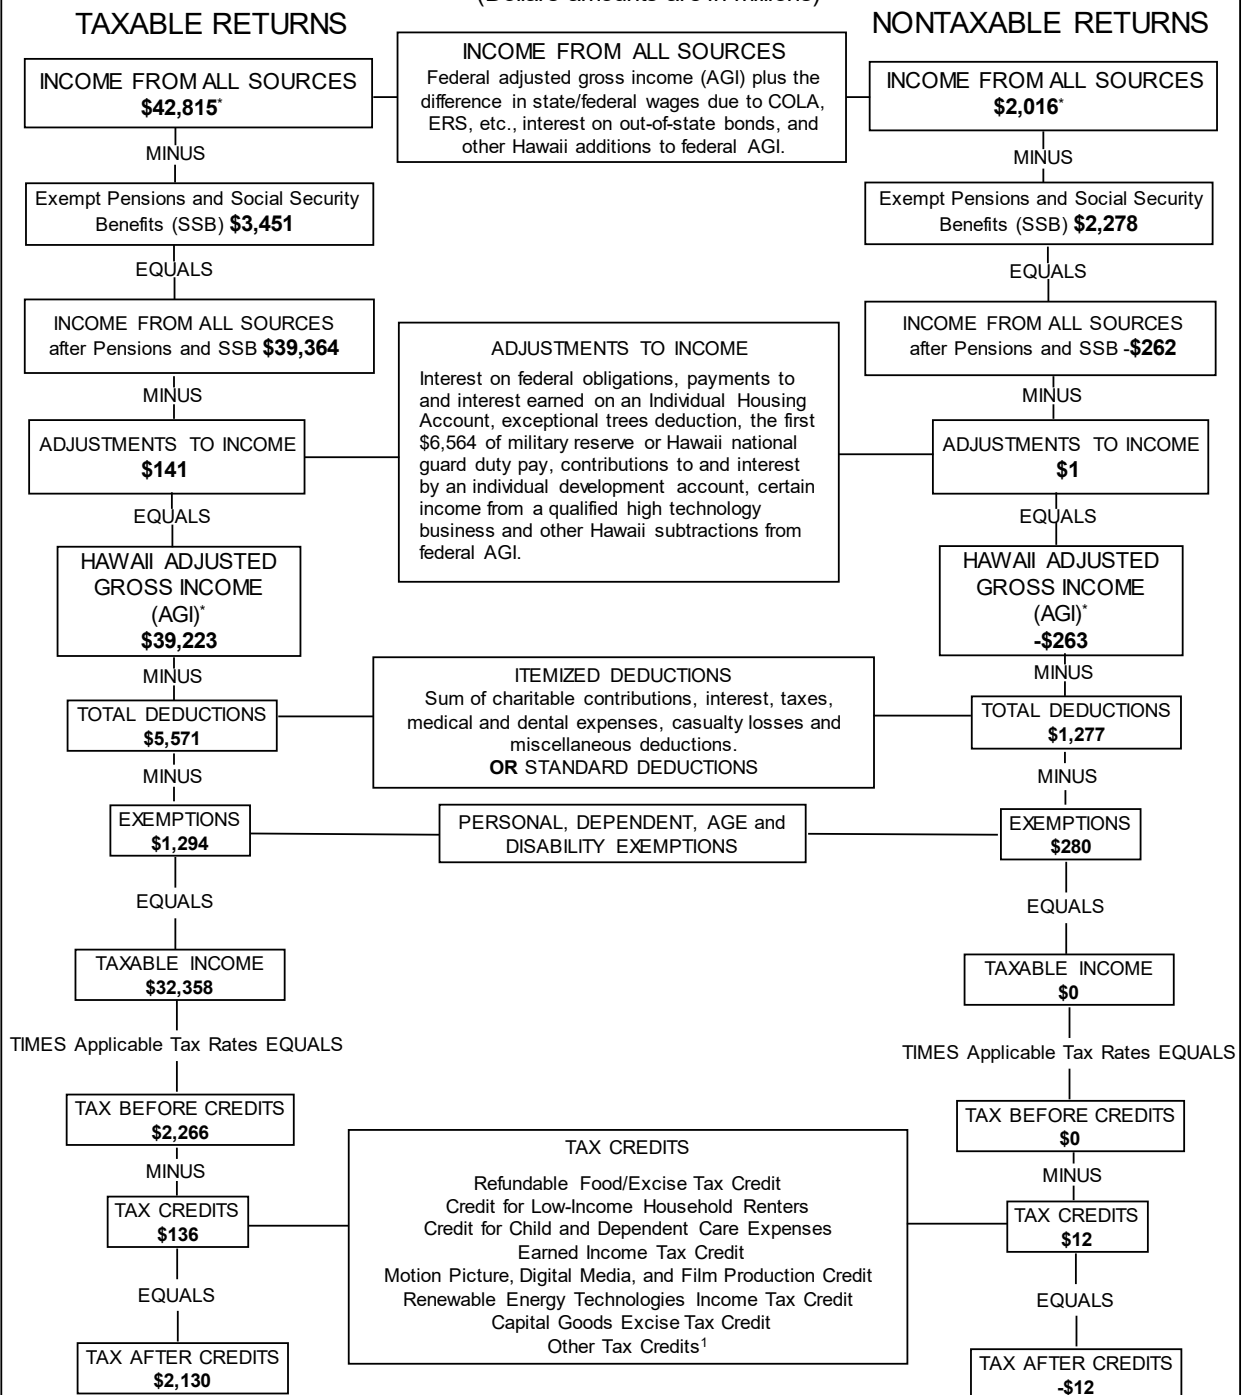 (Dollars amounts are in millions)
TAXABLE RETURNS
INCOME FROM ALL SOURCES
$42,815*
MINUS
Exempt Pensions and Social Security
Benefits (SSB) $3,451
EQUALS
INCOME FROM ALL SOURCES
after Pensions and SSB $39,364
MINUS
ADJUSTMENTS TO INCOME
$141
EQUALS
HAWAII ADJUSTED
GROSS INCOME
(AGI)*
$39,223
MINUS
TOTAL DEDUCTIONS
$5,571
MINUS
EXEMPTIONS
$1,294
EQUALS
TAXABLE INCOME
$32,358
TIMES Applicable Tax Rates EQUALS
TAX BEFORE CREDITS
$2,266
MINUS
TAX CREDITS
$136
EQUALS
TAX AFTER CREDITS
$2,130
INCOME FROM ALL SOURCES
Federal adjusted gross income (AGI) plus the
difference in state/federal wages due to COLA,
ERS, etc., interest on out-of-state bonds, and
other Hawaii additions to federal AGI.
ADJUSTMENTS TO INCOME
Interest on federal obligations, payments to
and interest earned on an Individual Housing
Account, exceptional trees deduction, the first
$6,564 of military reserve or Hawaii national
guard duty pay, contributions to and interest
by an individual development account, certain
income from a qualified high technology
business and other Hawaii subtractions from
federal AGI.
ITEMIZED DEDUCTIONS
Sum of charitable contributions, interest, taxes,
medical and dental expenses, casualty losses and
miscellaneous deductions.
OR STANDARD DEDUCTIONS
PERSONAL, DEPENDENT, AGE and
DISABILITY EXEMPTIONS
TAX CREDITS
Refundable Food/Excise Tax Credit
Credit for Low-Income Household Renters
Credit for Child and Dependent Care Expenses
Earned Income Tax Credit
Motion Picture, Digital Media, and Film Production Credit
Renewable Energy Technologies Income Tax Credit
Capital Goods Excise Tax Credit
Other Tax Credits¹
NONTAXABLE RETURNS
INCOME FROM ALL SOURCES
$2,016*
MINUS
Exempt Pensions and Social Security
Benefits (SSB) $2,278
EQUALS
INCOME FROM ALL SOURCES
after Pensions and SSB -$262
MINUS
ADJUSTMENTS TO INCOME
$1
EQUALS
HAWAII ADJUSTED
GROSS INCOME
(AGI)*
-$263
MINUS
TOTAL DEDUCTIONS
$1,277
MINUS
EXEMPTIONS
$280
EQUALS
TAXABLE INCOME
$0
TIMES Applicable Tax Rates EQUALS
TAX BEFORE CREDITS
$0
MINUS
TAX CREDITS
$12
EQUALS
TAX AFTER CREDITS
-$12